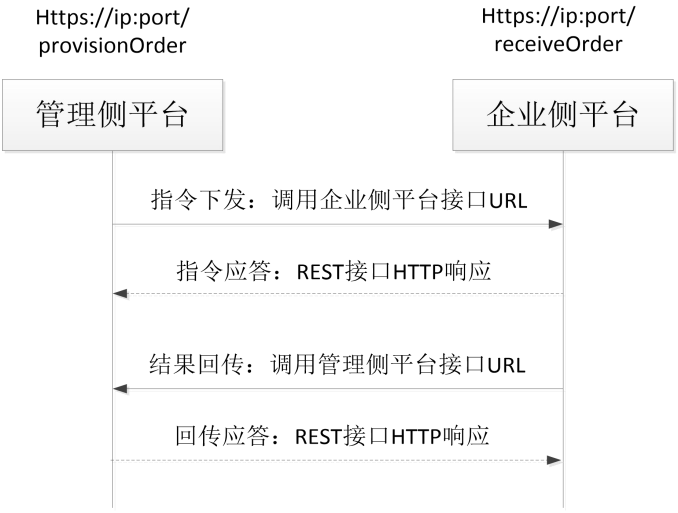 Https://ip:port/
provisionOrder
Https://ip:port/
receiveOrder
管理侧平台
企业侧平台
指令下发：调用企业侧平台接口URL
指令应答：REST接口HTTP响应
结果回传：调用管理侧平台接口URL
回传应答：REST接口HTTP响应